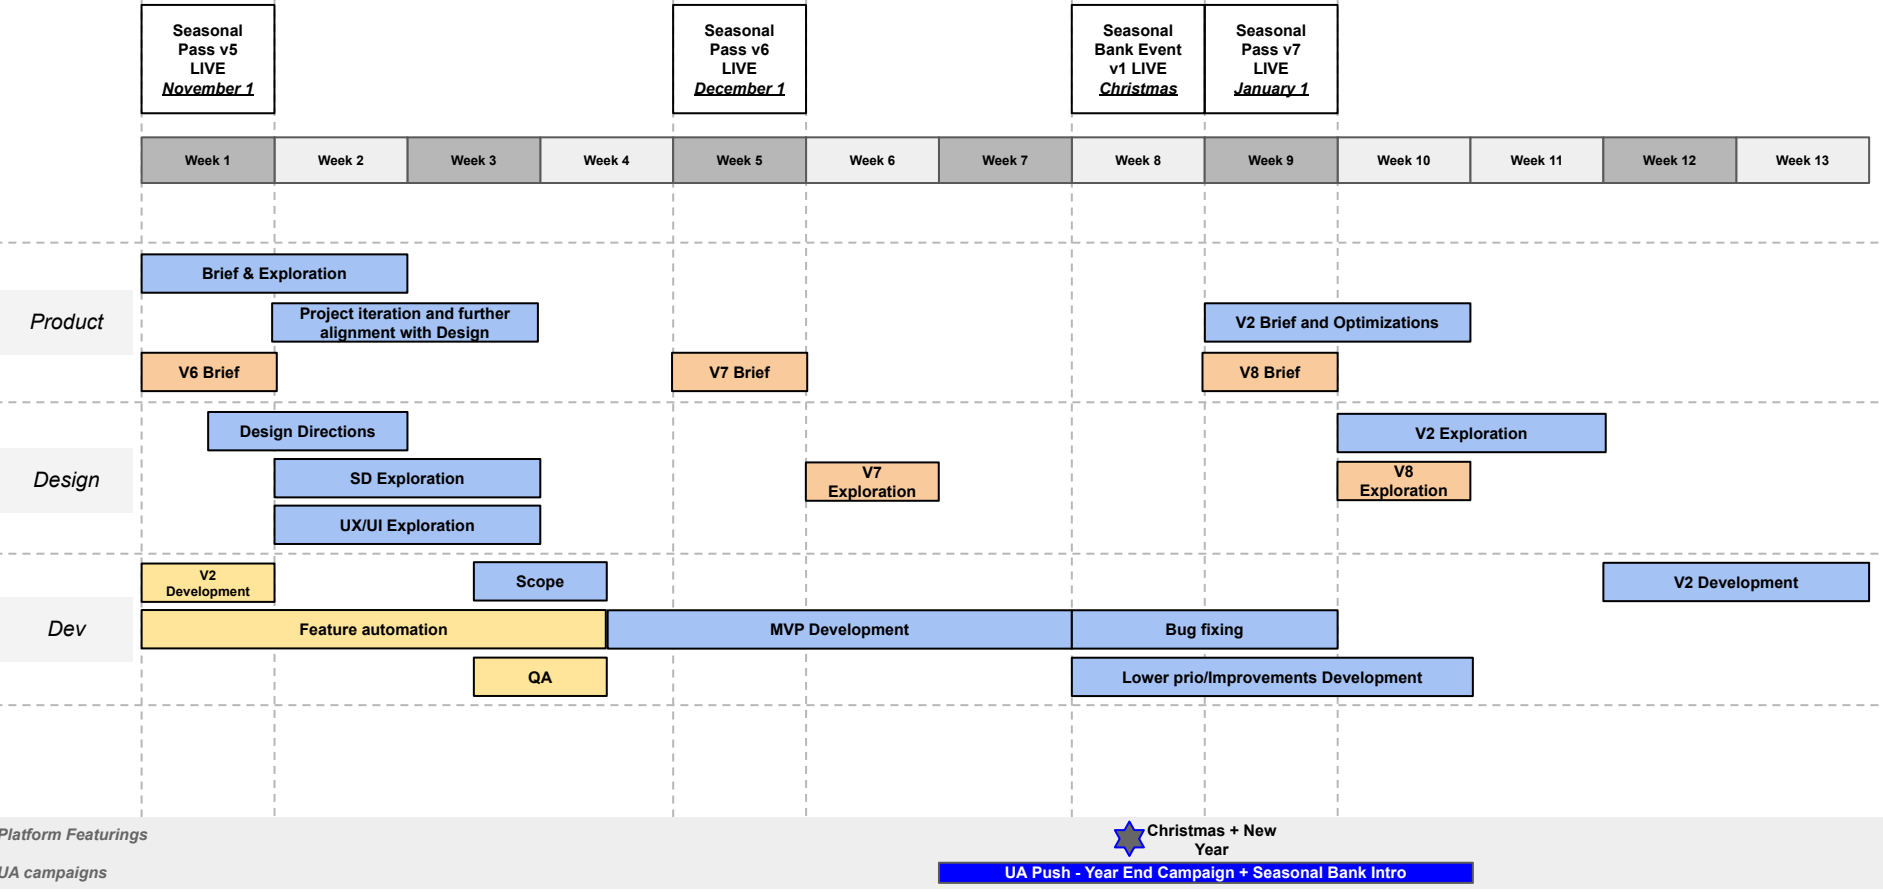 Seasonal
Pass v5
LIVE
November 1
Seasonal
Pass v6
LIVE
December 1
Seasonal
Bank Event
v1 LIVE
Christmas
Seasonal
Pass v7
LIVE
January 1
Week 1
Week 2
Week 3
Week 4
Week 5
Week 6
Week 7
Week 8
Week 9
Week 10
Week 11
Week 12
Week 13
Product
Brief & Exploration
Project iteration and further
alignment with Design
V2 Brief and Optimizations
V6 Brief
V7 Brief
V8 Brief
Design
Design Directions
V2 Exploration
SD Exploration
V7
Exploration
V8
Exploration
UX/UI Exploration
Dev
V2
Development
Scope
V2 Development
Feature automation
MVP Development
Bug fixing
QA
Lower prio/Improvements Development
Platform Featurings
Christmas + New
Year
UA campaigns
UA Push - Year End Campaign + Seasonal Bank Intro